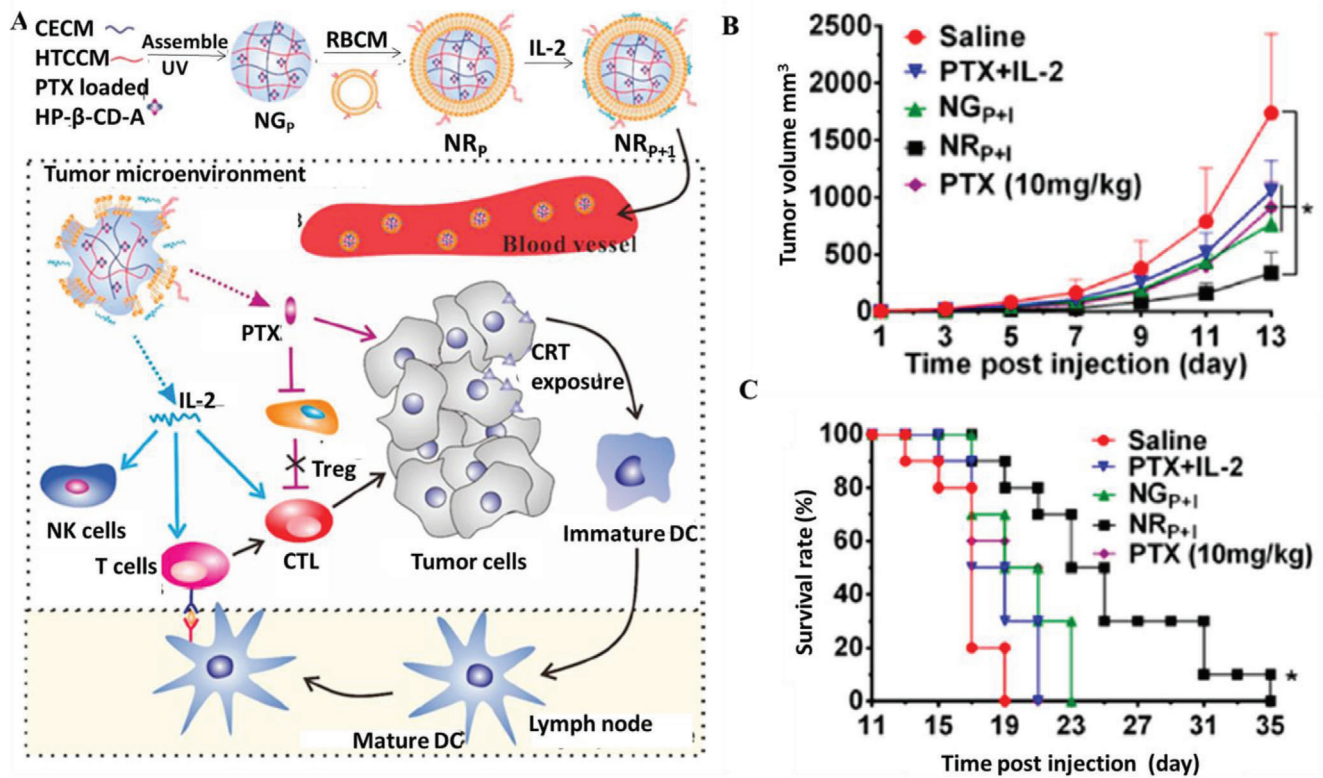 A
CECM
HTCCM
PTX loaded
HP-β-CD-A
Assemble
UV
NGP
RBCM
NRP
IL-2
NRP+1
Tumor microenvironment
Blood vessel
PTX
IL-2
Treg
NK cells
T cells
CTL
Tumor cells
CRT
exposure
Immature DC
Mature DC
Lymph node
B
Tumor volume mm³
2500
2000
1500
1000
500
0
1 3 5 7 9 11 13
Time post injection (day)
Saline
PTX+IL-2
NGP+I
NRP+I
PTX (10mg/kg)
*
C
Survival rate (%)
100
80
60
40
20
0
11 15 19 23 27 31 35
Time post injection (day)
Saline
PTX+IL-2
NGP+I
NRP+I
PTX (10mg/kg)
*